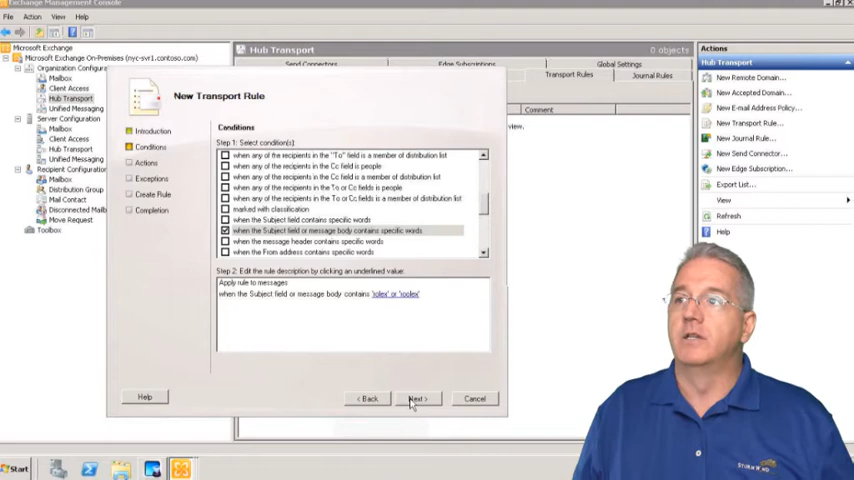 Exchange Management Console
File Action View Help
Microsoft Exchange
Microsoft Exchange On-Premises (nyc-svr1.contoso.com)
Organization Configura
Mailbox
Client Access
Hub Transport
Unified Messaging
Server Configuration
Mailbox
Client Access
Hub Transport
Unified Messaging
Recipient Configuration
Mailbox
Distribution Group
Mail Contact
Disconnected Mailb
Move Request
Toolbox
Hub Transport
0 objects
Send Connectors
Edge Subscriptions
Global Settings
Transport Rules
Journal Rules
Comment
view.
New Transport Rule
Introduction
Conditions
Actions
Exceptions
Create Rule
Completion
Conditions
Step 1: Select condition(s):
when any of the recipients in the "To" field is a member of distribution list
when any of the recipients in the Cc field is people
when any of the recipients in the Cc field is a member of distribution list
when any of the recipients in the To or Cc fields is people
when any of the recipients in the To or Cc fields is a member of distribution list
marked with classification
when the Subject field contains specific words
when the Subject field or message body contains specific words
when the message header contains specific words
when the From address contains specific words
Step 2: Edit the rule description by clicking an underlined value:
Apply rule to messages
when the Subject field or message body contains 'rolex' or 'roolex'
Help
< Back
Next >
Cancel
Actions
Hub Transport
New Remote Domain...
New Accepted Domain...
New E-mail Address Policy...
New Transport Rule...
New Journal Rule...
New Send Connector...
New Edge Subscription...
Export List...
View
Refresh
Help
Start
STORMWIND